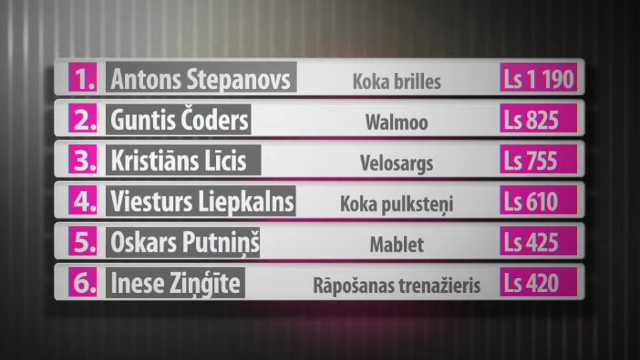 1. Antons Stepanovs Koka brilles Ls 1 190
2. Guntis Čoders Walmoo Ls 825
3. Kristiāns Līcis Velosargs Ls 755
4. Viesturs Liepkalns Koka pulksteņi Ls 610
5. Oskars Putniņš Mablet Ls 425
6. Inese Ziņģīte Rāpošanas trenažieris Ls 420